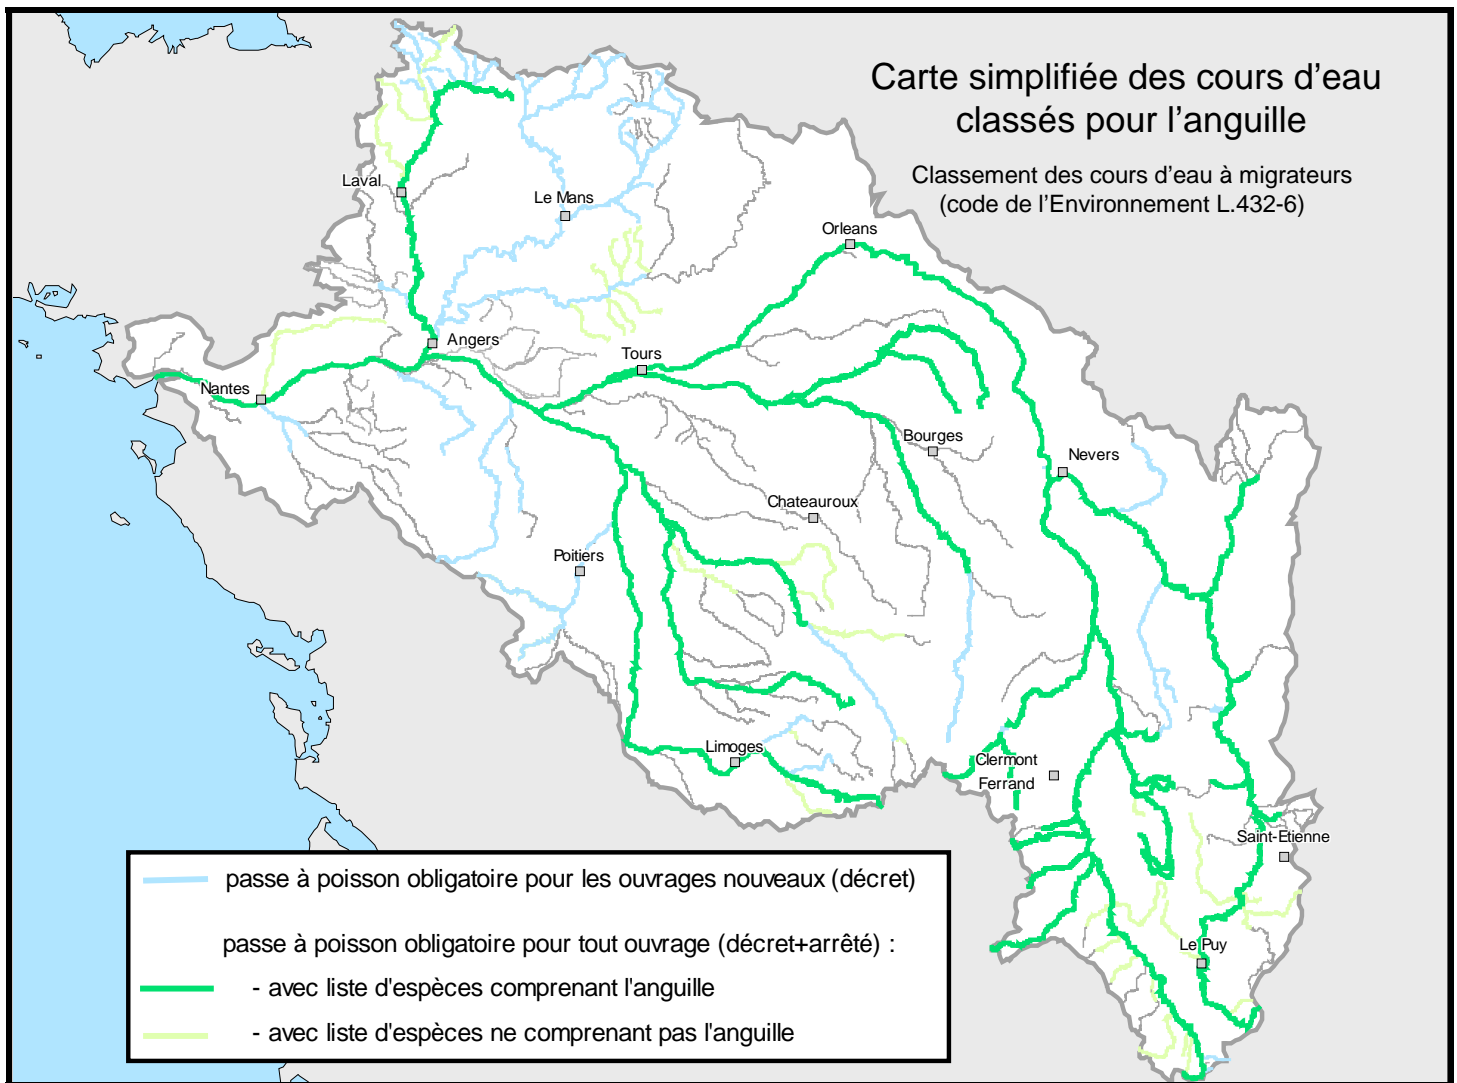 Carte simplifiée des cours d'eau
classés pour l'anguille
Classement des cours d'eau à migrateurs
(code de l'Environnement L.432-6)
Laval
Le Mans
Orleans
Angers
Tours
Nantes
Bourges
Nevers
Chateauroux
Poitiers
Limoges
Clermont
Ferrand
Saint-Etienne
Le Puy
passe à poisson obligatoire pour les ouvrages nouveaux (décret)
passe à poisson obligatoire pour tout ouvrage (décret+arrêté) :
- avec liste d'espèces comprenant l'anguille
- avec liste d'espèces ne comprenant pas l'anguille